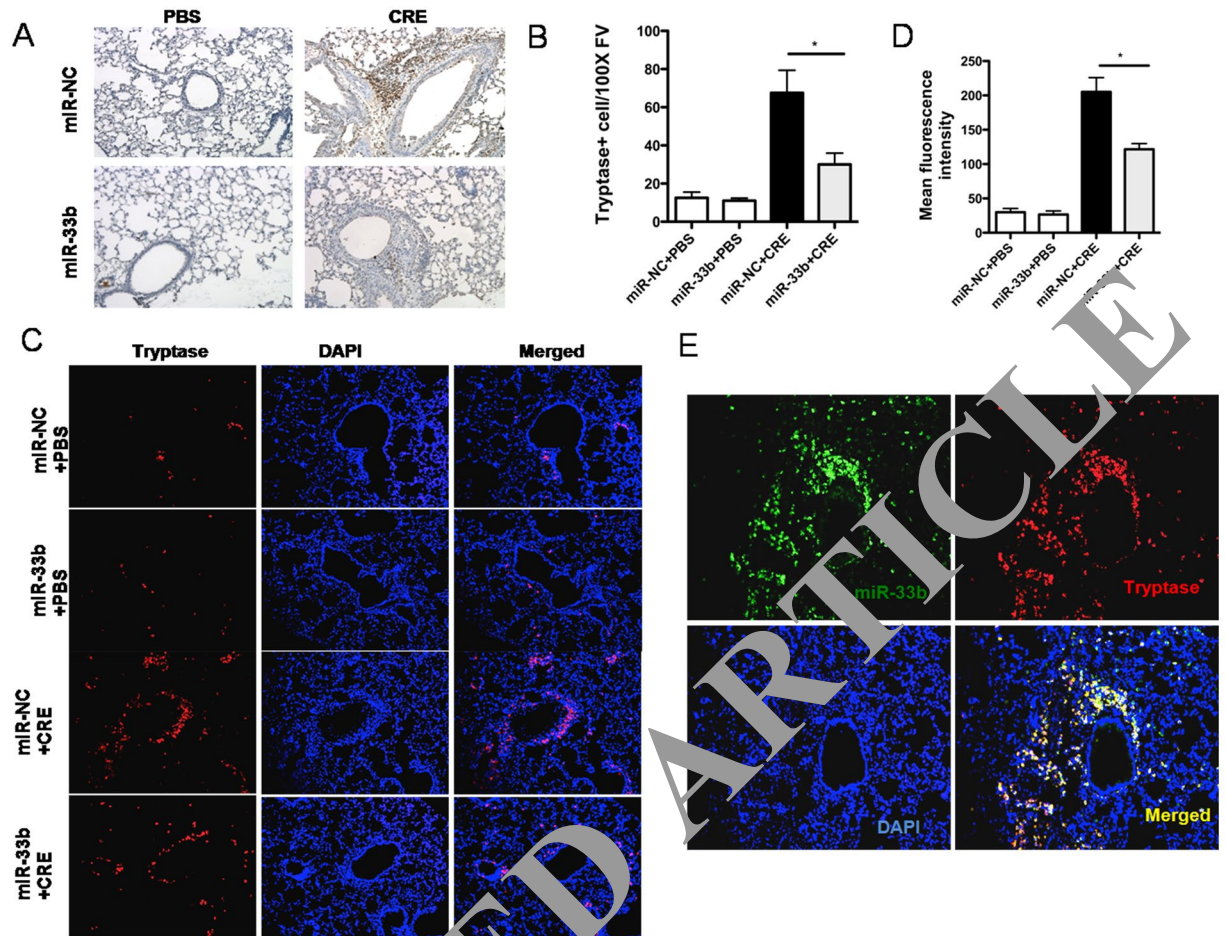 A
PBS
CRE
miR-NC
miR-33b
B
Tryptase+ cell/100X FV
100
80
60
40
20
0
*
miR-NC+PBS
miR-33b+PBS
miR-NC+CRE
miR-33b+CRE
D
Mean fluorescence
intensity
250
200
150
100
50
0
*
miR-NC+PBS
miR-33b+PBS
miR-NC+CRE
+CRE
C
Tryptase
DAPI
Merged
miR-NC
+PBS
miR-33b
+PBS
miR-NC
+CRE
miR-33b
+CRE
E
miR-33b
Tryptase
DAPI
Merged
ED ARTICLE